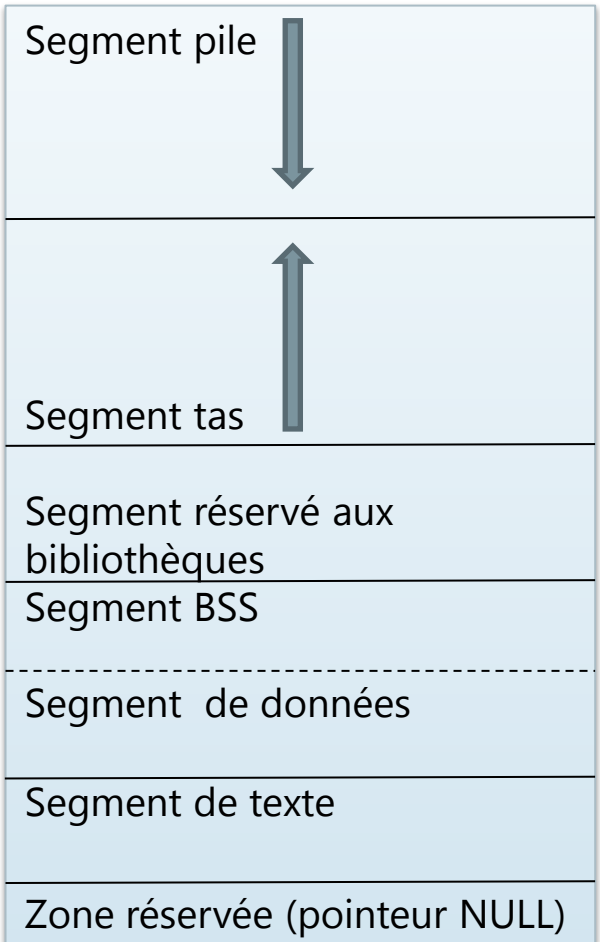 Segment pile
Segment tas
Segment réservé aux
bibliothèques
Segment BSS
Segment de données
Segment de texte
Zone réservée (pointeur NULL)